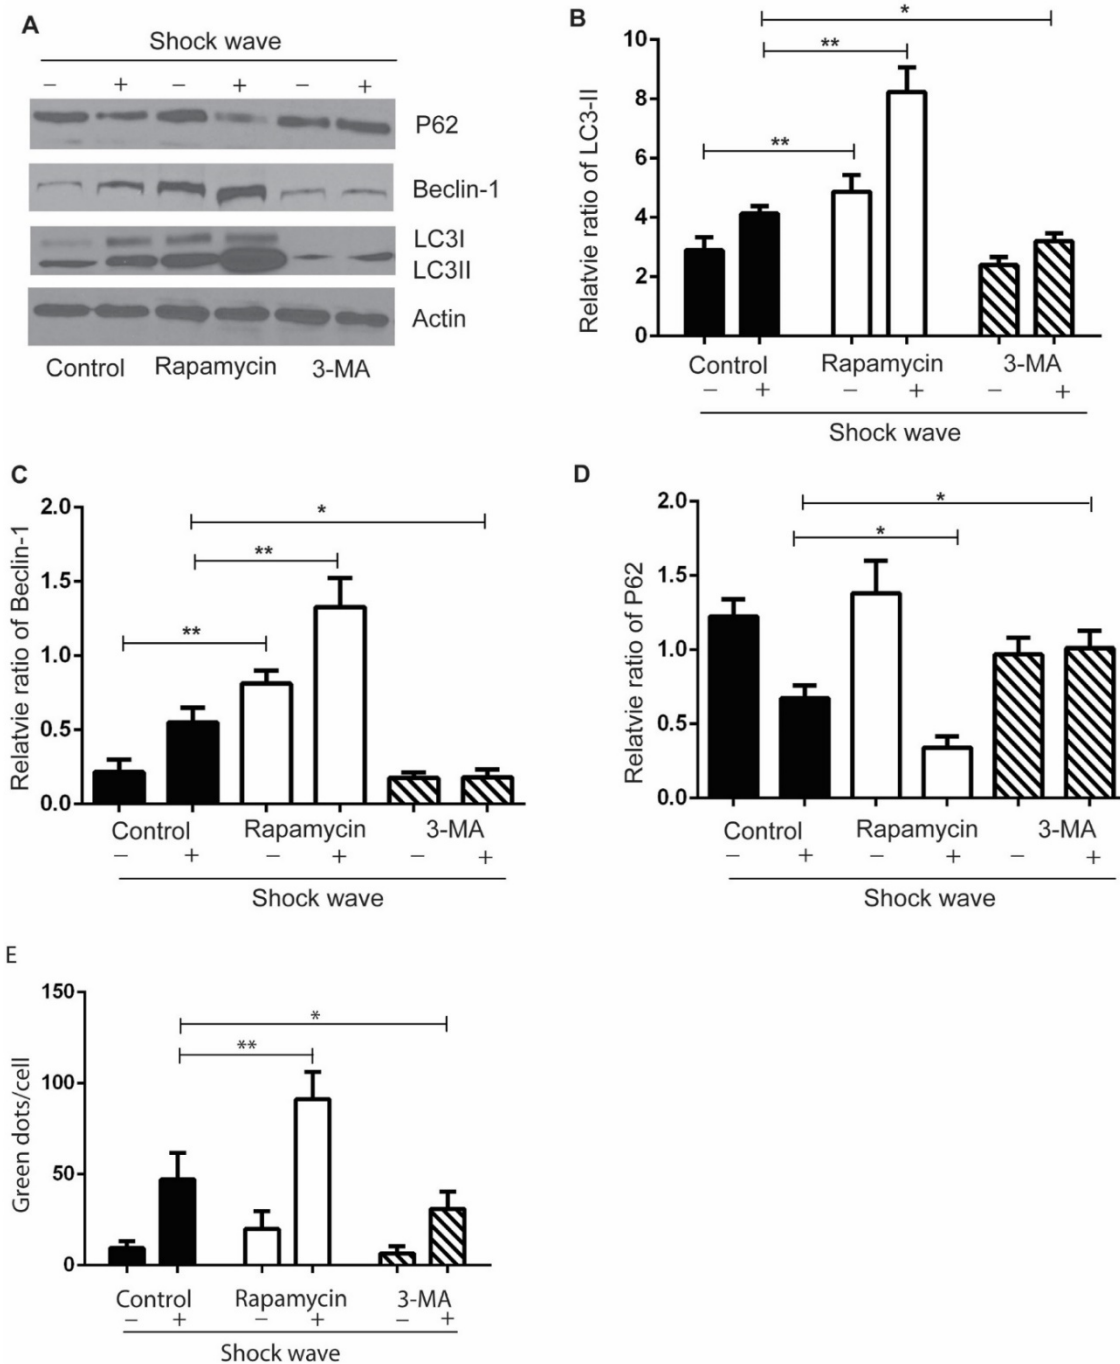 A
Shock wave
− + − + − +
P62
Beclin-1
LC3I
LC3II
Actin
Control Rapamycin 3-MA
B
Relatvie ratio of LC3-II
10
8
6
4
2
0
*
**
**
Control Rapamycin 3-MA
− + − + − +
Shock wave
C
Relatvie ratio of Beclin-1
2.0
1.5
1.0
0.5
0.0
*
**
**
Control Rapamycin 3-MA
− + − + − +
Shock wave
D
Relatvie ratio of P62
2.0
1.5
1.0
0.5
0.0
*
*
Control Rapamycin 3-MA
− + − + − +
Shock wave
E
Green dots/cell
150
100
50
0
*
**
Control Rapamycin 3-MA
− + − + − +
Shock wave